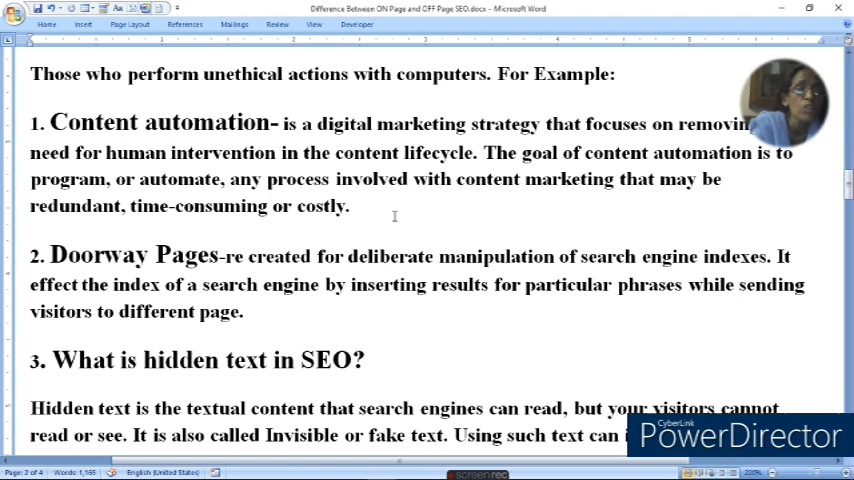 Difference Between ON Page and OFF Page SEO.docx - Microsoft Word
Home Insert Page Layout References Mailings Review View Developer
Those who perform unethical actions with computers. For Example:
1. Content automation- is a digital marketing strategy that focuses on removin
need for human intervention in the content lifecycle. The goal of content automation is to
program, or automate, any process involved with content marketing that may be
redundant, time-consuming or costly.
2. Doorway Pages-re created for deliberate manipulation of search engine indexes. It
effect the index of a search engine by inserting results for particular phrases while sending
visitors to different page.
3. What is hidden text in SEO?
Hidden text is the textual content that search engines can read, but your visitors cannot
read or see. It is also called Invisible or fake text. Using such text can
CyberLink
PowerDirector
Page: 2 of 4 Words: 1,165 English (United States) 220%
screenrec